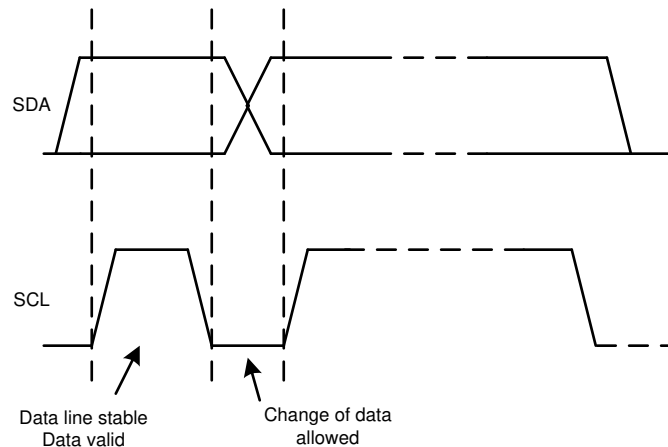 SDA
SCL
Data line stable
Data valid
Change of data
allowed